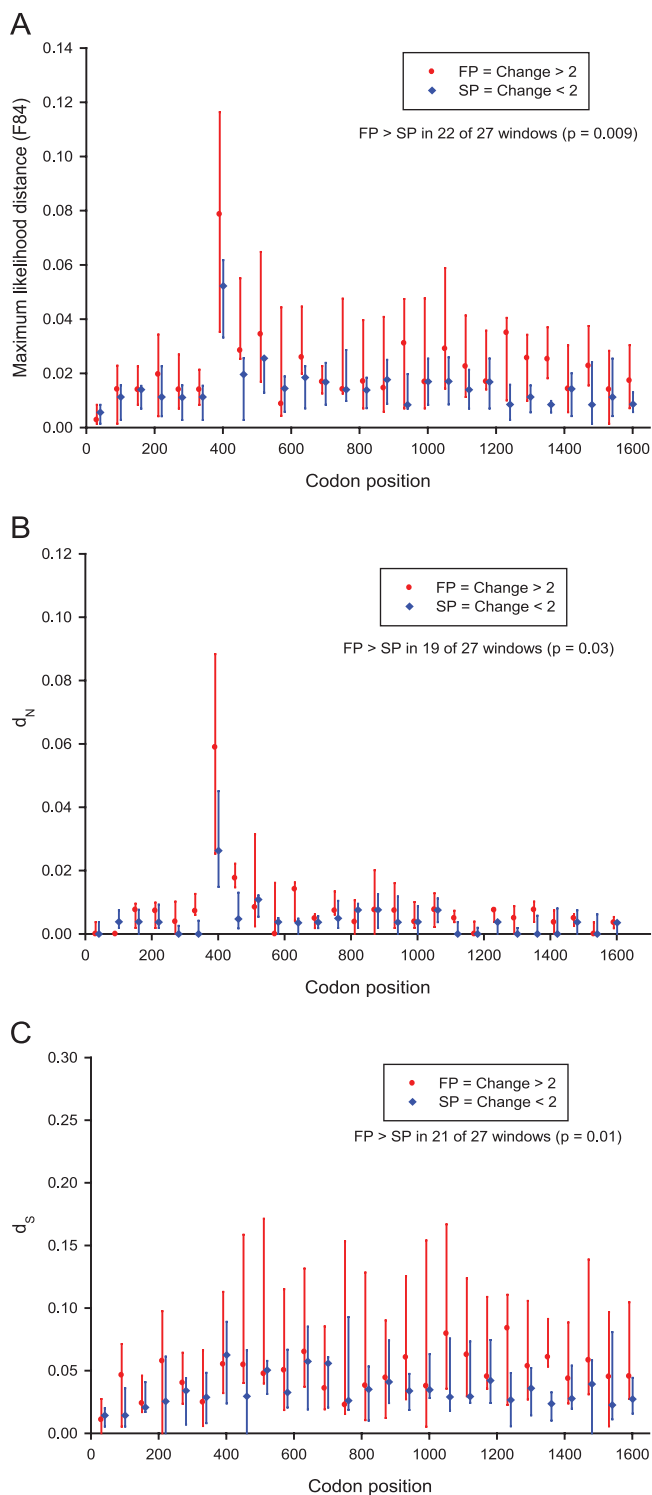 A
0.14
0.12
0.10
0.08
0.06
0.04
0.02
0.00
Maximum likelihood distance (F84)
FP = Change > 2
SP = Change < 2
FP > SP in 22 of 27 windows (p = 0.009)
0 200 400 600 800 1000 1200 1400 1600
Codon position
B
0.12
0.10
0.08
0.06
0.04
0.02
0.00
dN
FP = Change > 2
SP = Change < 2
FP > SP in 19 of 27 windows (p = 0.03)
0 200 400 600 800 1000 1200 1400 1600
Codon position
C
0.30
0.25
0.20
0.15
0.10
0.05
0.00
dS
FP = Change > 2
SP = Change < 2
FP > SP in 21 of 27 windows (p = 0.01)
0 200 400 600 800 1000 1200 1400 1600
Codon position